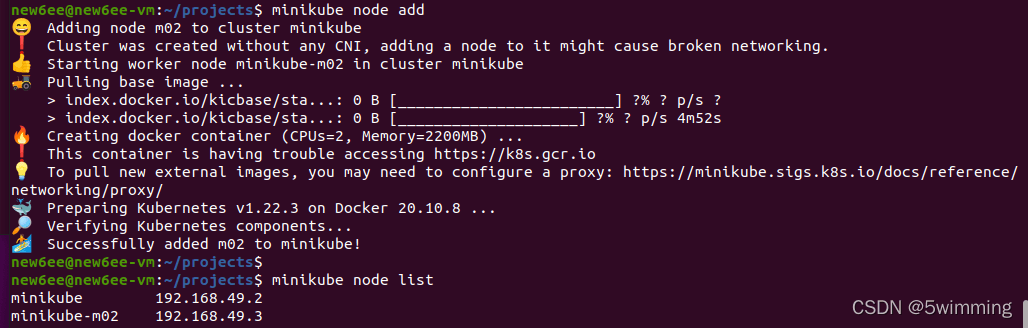 new6ee@new6ee-vm:~/projects$ minikube node add
😄 Adding node m02 to cluster minikube
❗ Cluster was created without any CNI, adding a node to it might cause broken networking.
👍 Starting worker node minikube-m02 in cluster minikube
🚜 Pulling base image ...
> index.docker.io/kicbase/sta...: 0 B [________________________] ?% ? p/s ?
> index.docker.io/kicbase/sta...: 0 B [____________________] ?% ? p/s 4m52s
🔥 Creating docker container (CPUs=2, Memory=2200MB) ...
❗ This container is having trouble accessing https://k8s.gcr.io
💡 To pull new external images, you may need to configure a proxy: https://minikube.sigs.k8s.io/docs/reference/
networking/proxy/
🐳 Preparing Kubernetes v1.22.3 on Docker 20.10.8 ...
🔎 Verifying Kubernetes components...
🏄 Successfully added m02 to minikube!
new6ee@new6ee-vm:~/projects$
new6ee@new6ee-vm:~/projects$ minikube node list
minikube 192.168.49.2
minikube-m02 192.168.49.3
CSDN @5wimming